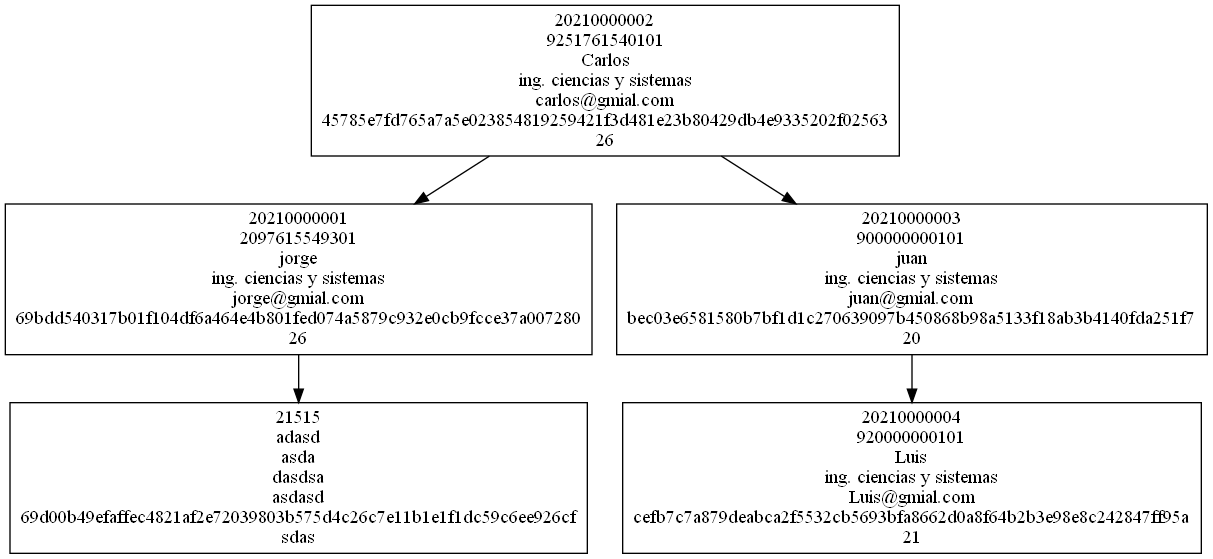 20210000002
9251761540101
Carlos
ing. ciencias y sistemas
carlos@gmial.com
45785e7fd765a7a5e023854819259421f3d481e23b80429db4e9335202f02563
26
20210000001
2097615549301
jorge
ing. ciencias y sistemas
jorge@gmial.com
69bdd540317b01f104df6a464e4b801fed074a5879c932e0cb9fcce37a007280
26
20210000003
900000000101
juan
ing. ciencias y sistemas
juan@gmial.com
bec03e6581580b7bf1d1c270639097b450868b98a5133f18ab3b4140fda251f7
20
21515
adasd
asda
dasdsa
asdasd
69d00b49efaffec4821af2e72039803b575d4c26c7e11b1e1f1dc59c6ee926cf
sdas
20210000004
920000000101
Luis
ing. ciencias y sistemas
Luis@gmial.com
cefb7c7a879deabca2f5532cb5693bfa8662d0a8f64b2b3e98e8c242847ff95a
21